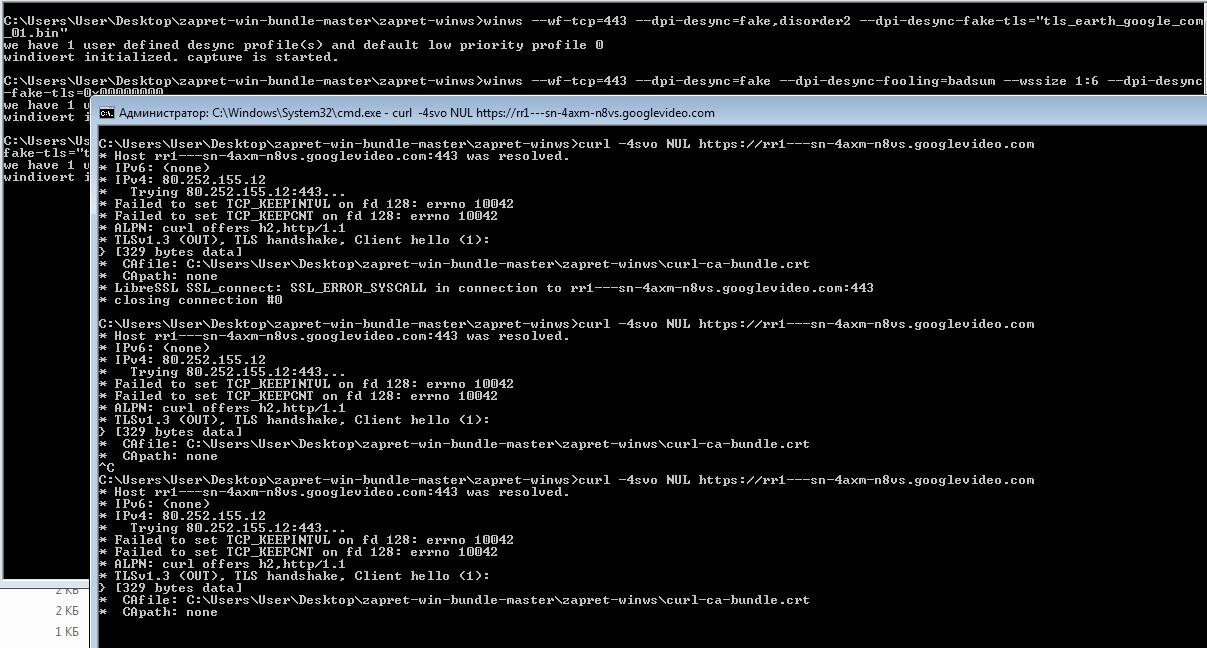 C:\Users\User\Desktop\zapret-win-bundle-master\zapret-winws>winws --wf-tcp=443 --dpi-desync=fake,disorder2 --dpi-desync-fake-tls="tls_earth_google_com
_01.bin"
we have 1 user defined desync profile(s) and default low priority profile 0
windivert initialized. capture is started.
C:\Users\User\Desktop\zapret-win-bundle-master\zapret-winws>winws --wf-tcp=443 --dpi-desync=fake --dpi-desync-fooling=badsum --wssize 1:6 --dpi-desync
-fake-tls=0x00000000
we have 1 u
windivert i
C:\Users\Us
fake-tls="t
we have 1 u
windivert i
Администратор: C:\Windows\System32\cmd.exe - curl -4svo NUL https://rr1---sn-4axm-n8vs.googlevideo.com
C:\Users\User\Desktop\zapret-win-bundle-master\zapret-winws>curl -4svo NUL https://rr1---sn-4axm-n8vs.googlevideo.com
* Host rr1---sn-4axm-n8vs.googlevideo.com:443 was resolved.
* IPv6: (none)
* IPv4: 80.252.155.12
*   Trying 80.252.155.12:443...
* Failed to set TCP_KEEPINTVL on fd 128: errno 10042
* Failed to set TCP_KEEPCNT on fd 128: errno 10042
* ALPN: curl offers h2,http/1.1
* TLSv1.3 (OUT), TLS handshake, Client hello (1):
} [329 bytes data]
*  CAfile: C:\Users\User\Desktop\zapret-win-bundle-master\zapret-winws\curl-ca-bundle.crt
*  CApath: none
* LibreSSL SSL_connect: SSL_ERROR_SYSCALL in connection to rr1---sn-4axm-n8vs.googlevideo.com:443
* closing connection #0
C:\Users\User\Desktop\zapret-win-bundle-master\zapret-winws>curl -4svo NUL https://rr1---sn-4axm-n8vs.googlevideo.com
* Host rr1---sn-4axm-n8vs.googlevideo.com:443 was resolved.
* IPv6: (none)
* IPv4: 80.252.155.12
*   Trying 80.252.155.12:443...
* Failed to set TCP_KEEPINTVL on fd 128: errno 10042
* Failed to set TCP_KEEPCNT on fd 128: errno 10042
* ALPN: curl offers h2,http/1.1
* TLSv1.3 (OUT), TLS handshake, Client hello (1):
} [329 bytes data]
*  CAfile: C:\Users\User\Desktop\zapret-win-bundle-master\zapret-winws\curl-ca-bundle.crt
*  CApath: none
^C
C:\Users\User\Desktop\zapret-win-bundle-master\zapret-winws>curl -4svo NUL https://rr1---sn-4axm-n8vs.googlevideo.com
* Host rr1---sn-4axm-n8vs.googlevideo.com:443 was resolved.
* IPv6: (none)
* IPv4: 80.252.155.12
*   Trying 80.252.155.12:443...
* Failed to set TCP_KEEPINTVL on fd 128: errno 10042
* Failed to set TCP_KEEPCNT on fd 128: errno 10042
* ALPN: curl offers h2,http/1.1
* TLSv1.3 (OUT), TLS handshake, Client hello (1):
} [329 bytes data]
*  CAfile: C:\Users\User\Desktop\zapret-win-bundle-master\zapret-winws\curl-ca-bundle.crt
*  CApath: none
2 КБ
2 КБ
1 КБ